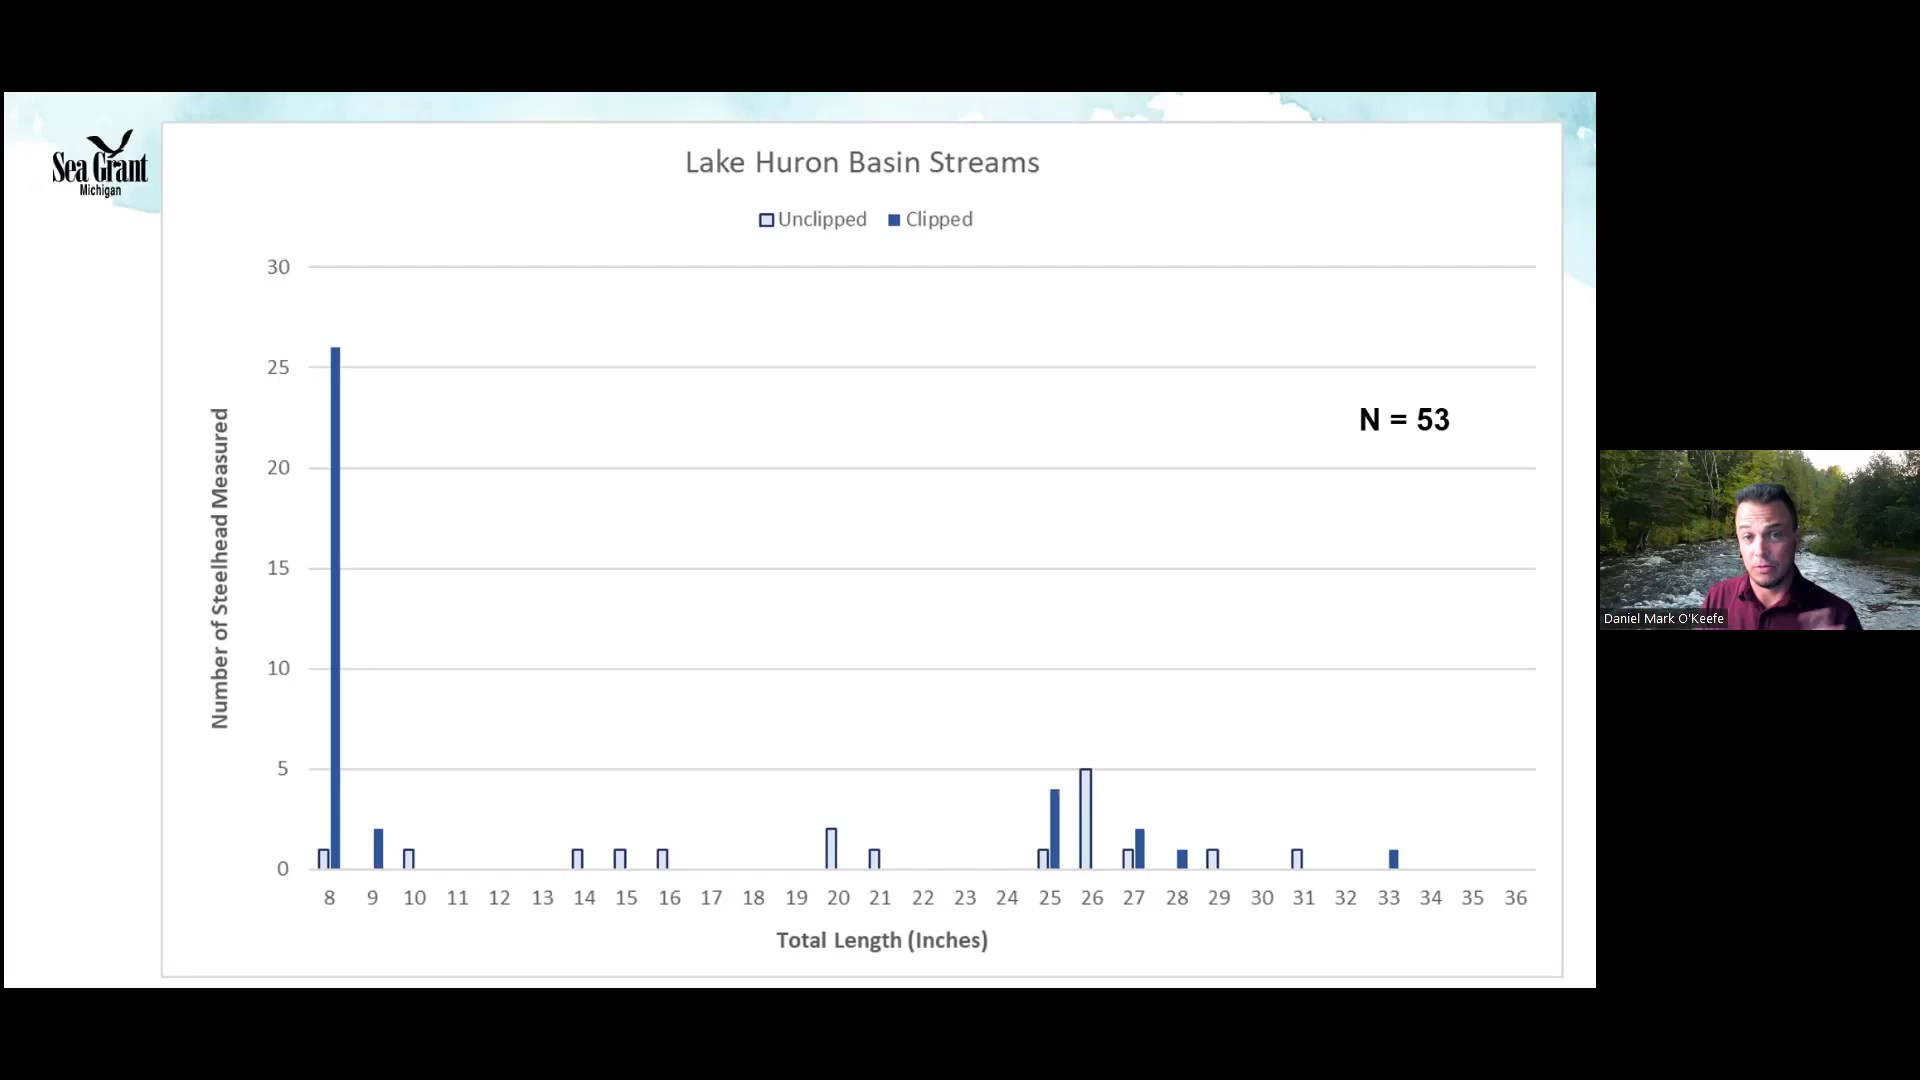 Sea Grant
Michigan
Lake Huron Basin Streams
Unclipped Clipped
30
25
20
15
10
5
0
Number of Steelhead Measured
N = 53
8 9 10 11 12 13 14 15 16 17 18 19 20 21 22 23 24 25 26 27 28 29 30 31 32 33 34 35 36
Total Length (Inches)
Daniel Mark O'Keefe